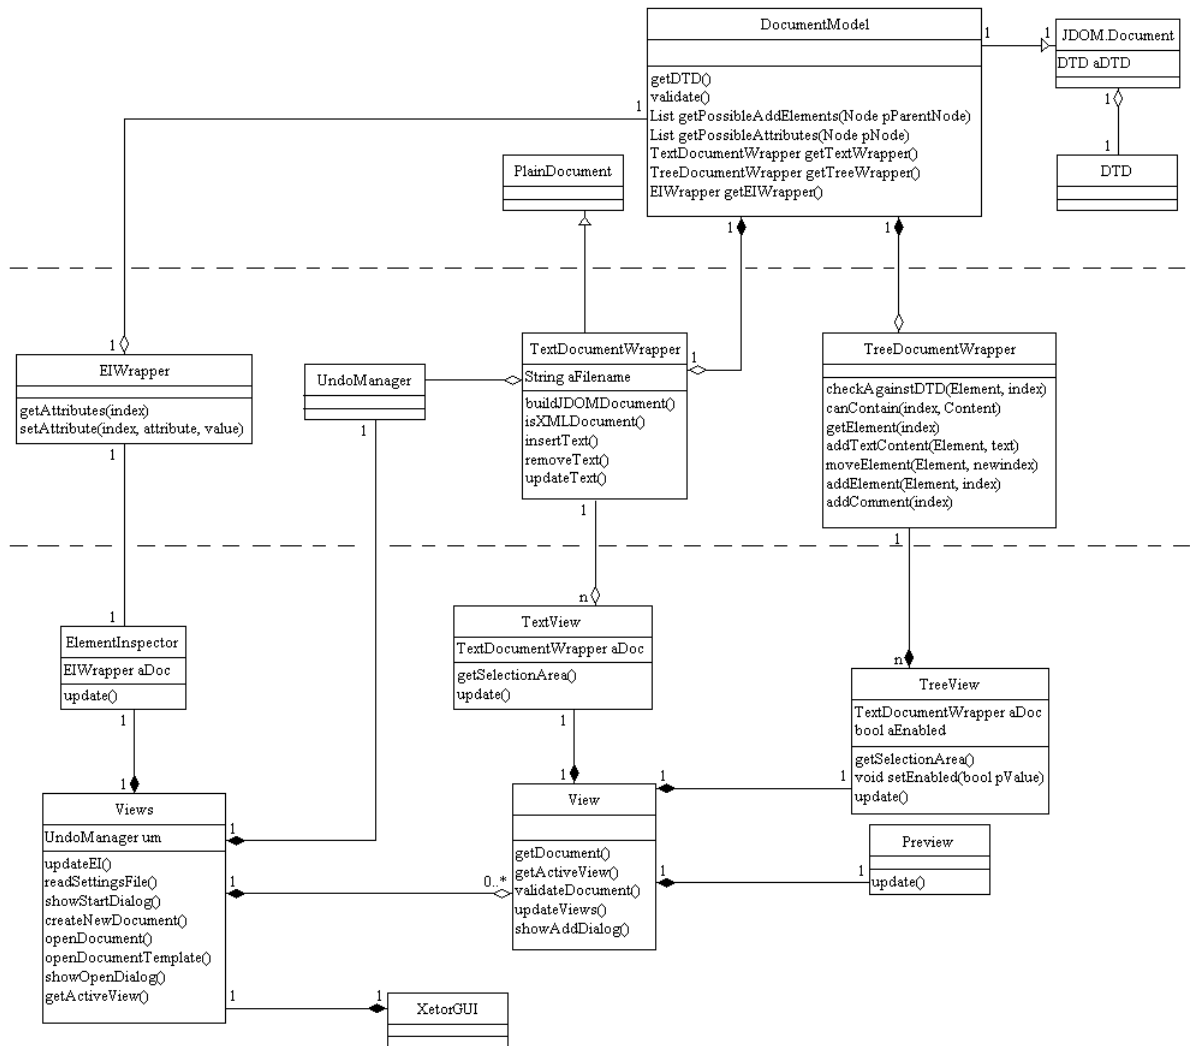 DocumentModel
getDTD()
validate()
List getPossibleAddElements(Node pParentNode)
List getPossibleAttributes(Node pNode)
TextDocumentWrapper getTextWrapper()
TreeDocumentWrapper getTreeWrapper()
EIWrapper getEIWrapper()
1
1
JDOM.Document
DTD aDTD
1
1
DTD
1
PlainDocument
1
1
1
EIWrapper
getAttributes(index)
setAttribute(index, attribute, value)
1
UndoManager
1
TextDocumentWrapper
String aFilename
buildJDOMDocument()
isXMLDocument()
insertText()
removeText()
updateText()
1
1
TreeDocumentWrapper
checkAgainstDTD(Element, index)
canContain(index, Content)
getElement(index)
addTextContent(Element, text)
moveElement(Element, newindex)
addElement(Element, index)
addComment(index)
1
1
ElementInspector
EIWrapper aDoc
update()
1
n
TextView
TextDocumentWrapper aDoc
getSelectionArea()
update()
1
n
TreeView
TextDocumentWrapper aDoc
bool aEnabled
getSelectionArea()
void setEnabled(bool pValue)
update()
1
Views
UndoManager um
updateEI()
readSettingsFile()
showStartDialog()
createNewDocument()
openDocument()
openDocumentTemplate()
showOpenDialog()
getActiveView()
1
1
0..*
1
View
getDocument()
getActiveView()
validateDocument()
updateViews()
showAddDialog()
1
1
1
1
Preview
update()
1
1
XetorGUI